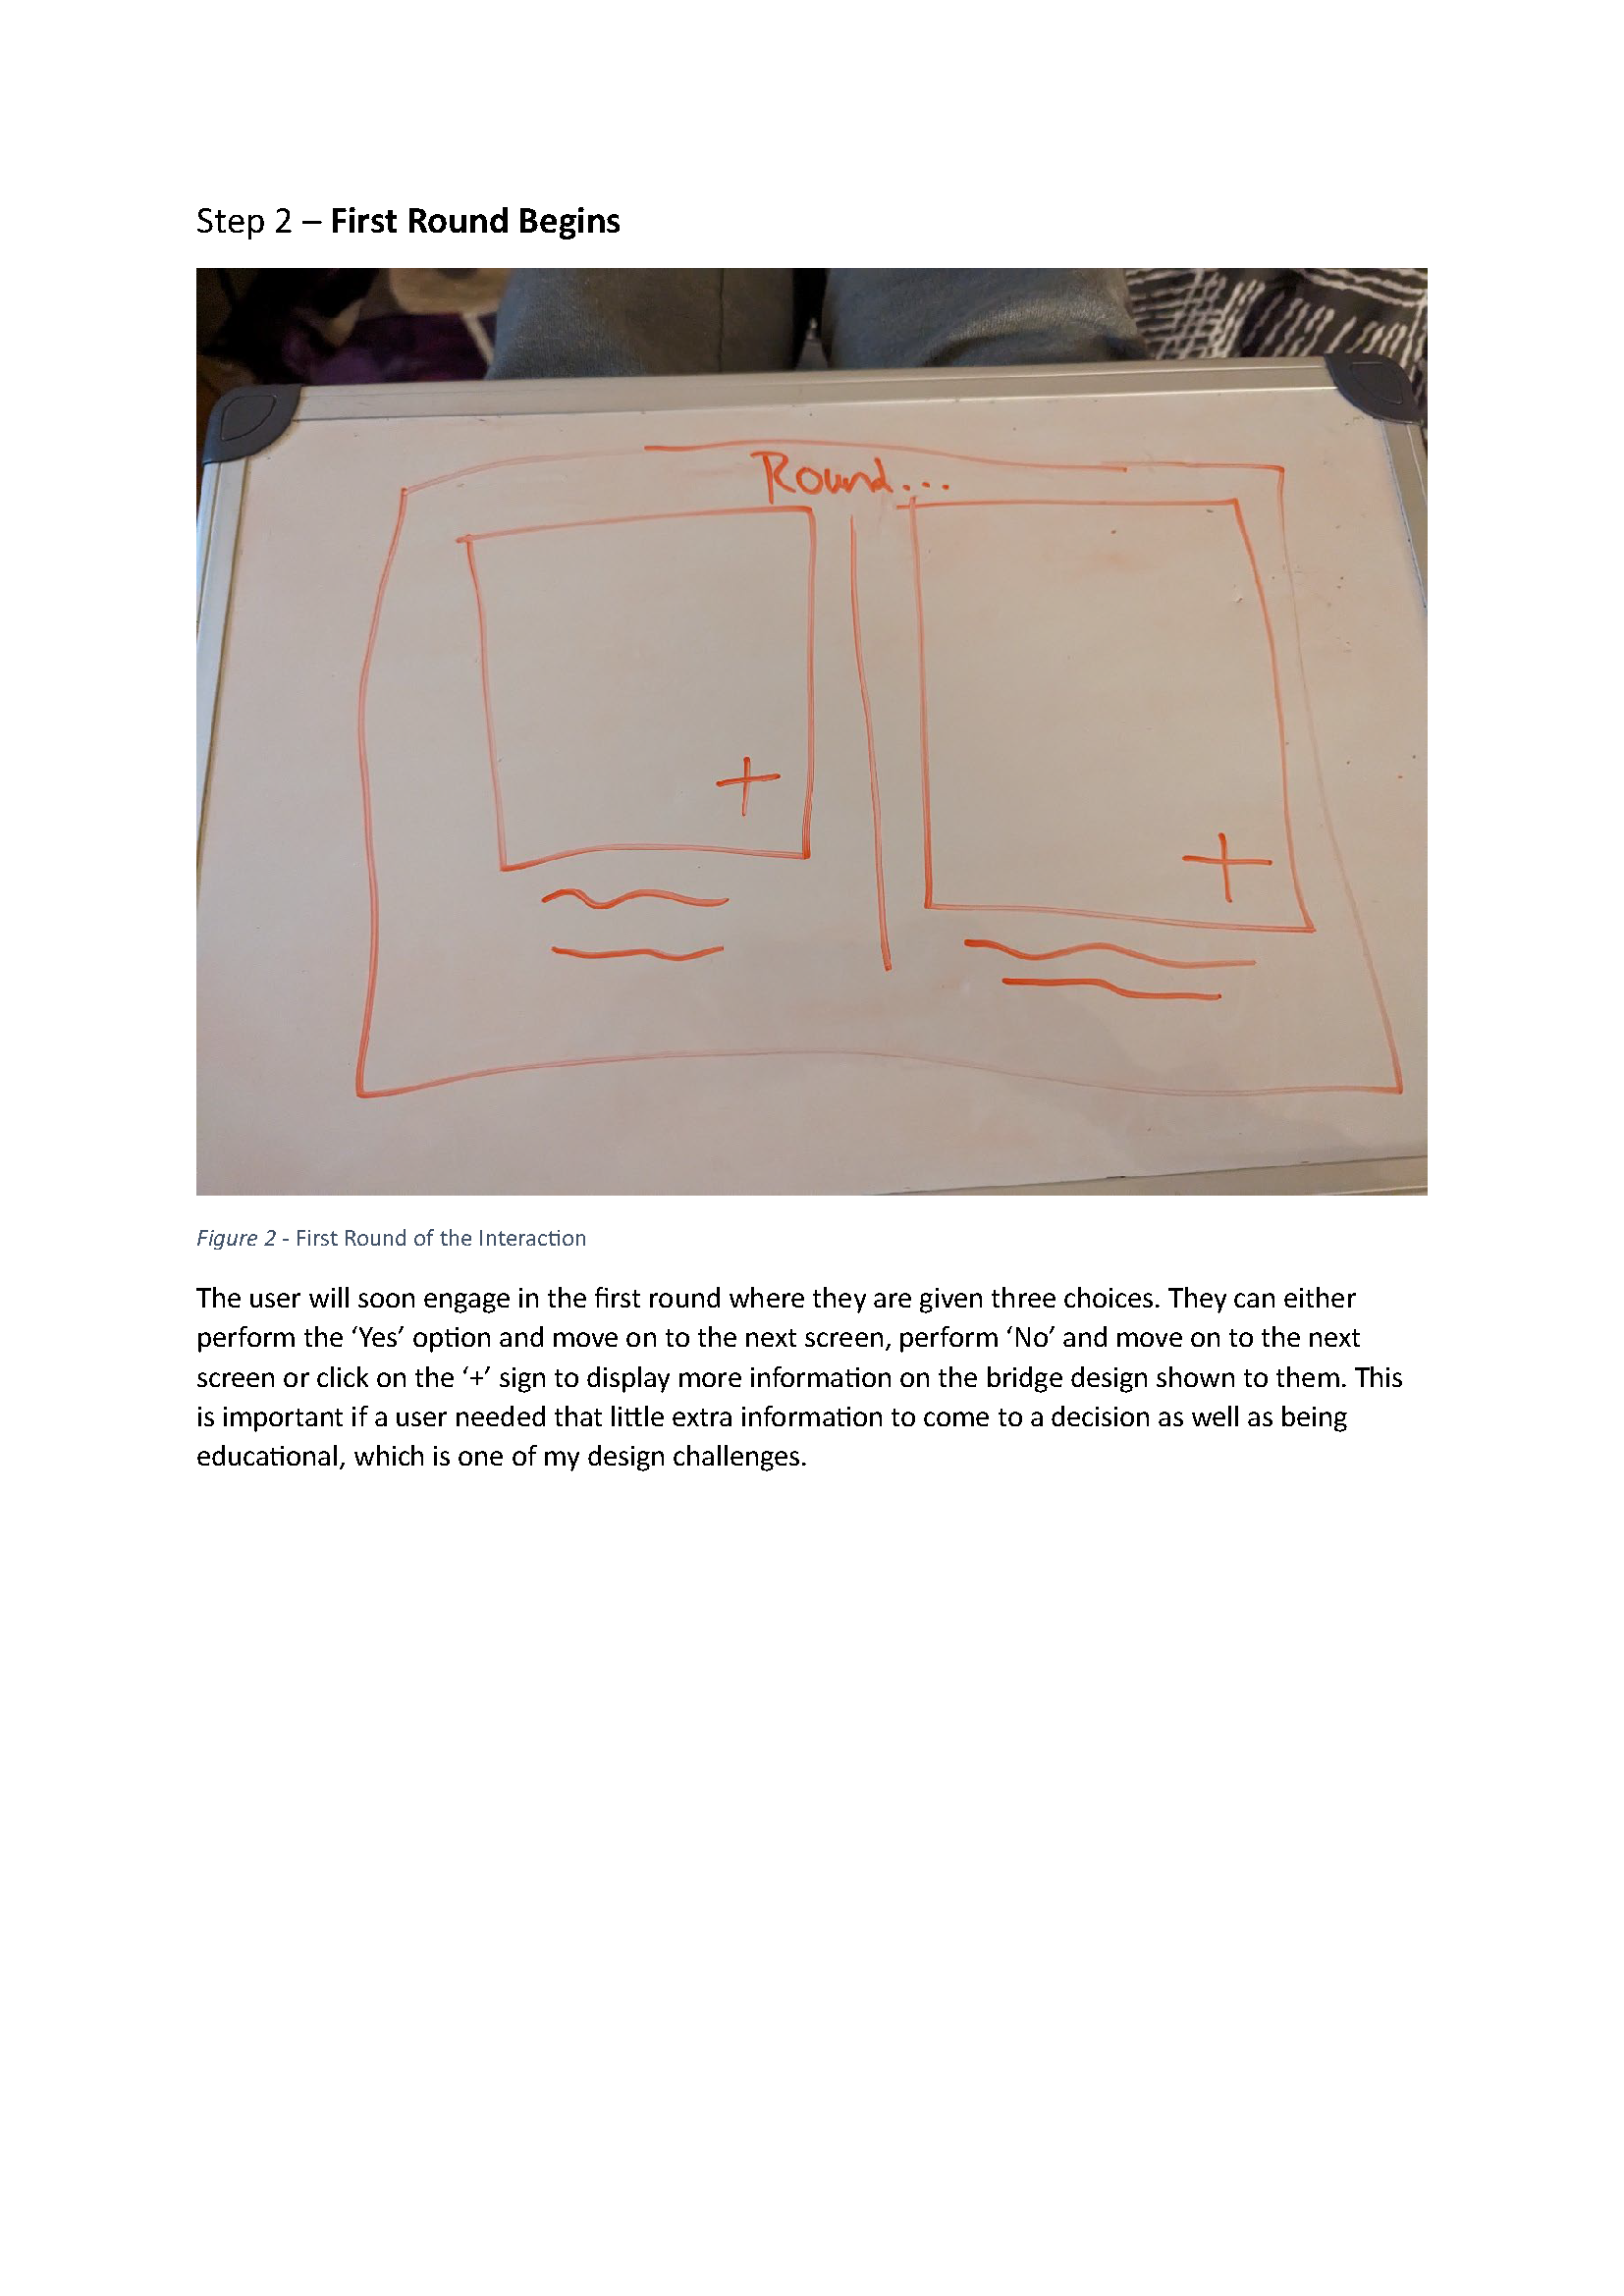 Step 2 – First Round Begins
Round...
+
+
Figure 2 - First Round of the Interaction
The user will soon engage in the first round where they are given three choices. They can either
perform the ‘Yes’ option and move on to the next screen, perform ‘No’ and move on to the next
screen or click on the ‘+’ sign to display more information on the bridge design shown to them. This
is important if a user needed that little extra information to come to a decision as well as being
educational, which is one of my design challenges.